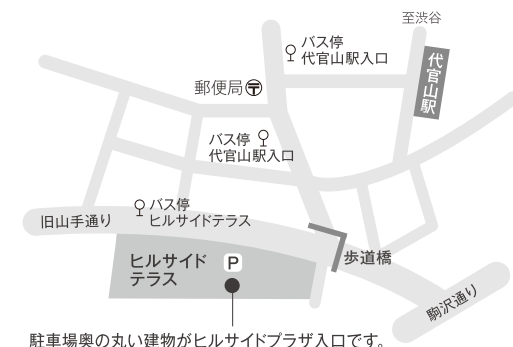 至渋谷
バス停
代官山駅入口
代官山駅
郵便局〒
バス停
代官山駅入口
バス停
ヒルサイドテラス
旧山手通り
ヒルサイド
テラス
P
歩道橋
駒沢通り
駐車場奥の丸い建物がヒルサイドプラザ入口です。